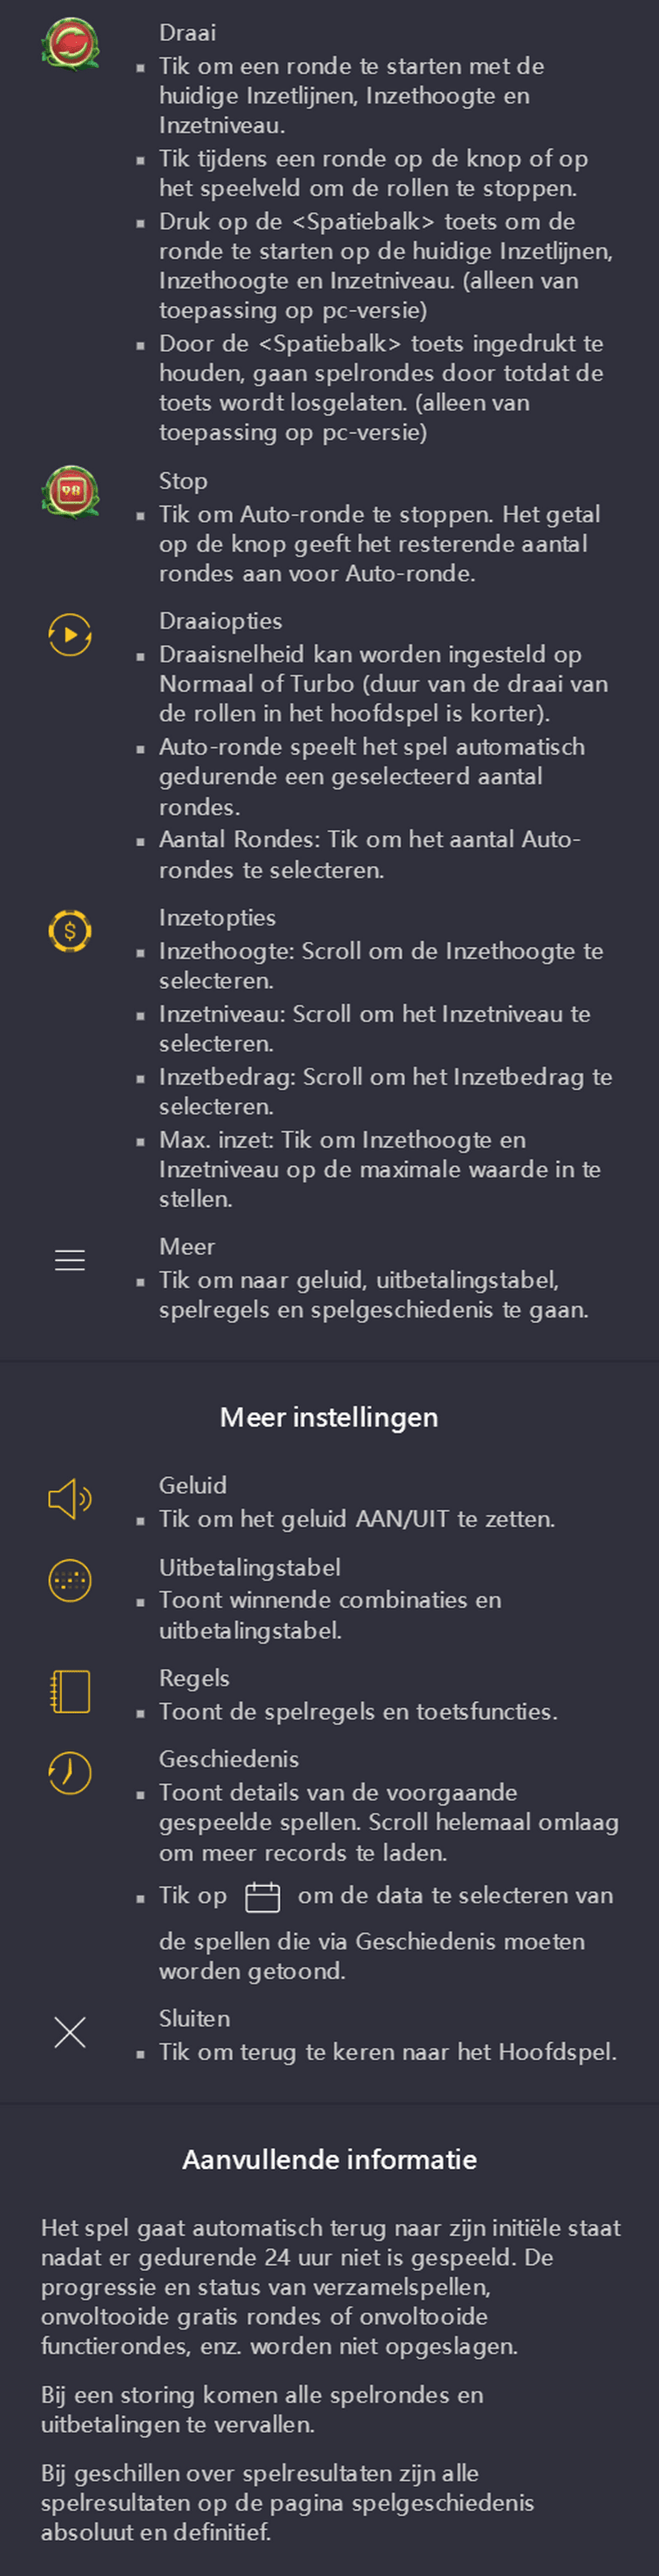 Draai
Tik om een ronde te starten met de
huidige Inzetlijnen, Inzethoogte en
Inzetniveau.
Tik tijdens een ronde op de knop of op
het speelveld om de rollen te stoppen.
Druk op de <Spatiebalk> toets om de
ronde te starten op de huidige Inzetlijnen,
Inzethoogte en Inzetniveau. (alleen van
toepassing op pc-versie)
Door de <Spatiebalk> toets ingedrukt te
houden, gaan spelrondes door totdat de
toets wordt losgelaten. (alleen van
toepassing op pc-versie)
98
Stop
Tik om Auto-ronde te stoppen. Het getal
op de knop geeft het resterende aantal
rondes aan voor Auto-ronde.
Draaiopties
Draaisnelheid kan worden ingesteld op
Normaal of Turbo (duur van de draai van
de rollen in het hoofdspel is korter).
Auto-ronde speelt het spel automatisch
gedurende een geselecteerd aantal
rondes.
Aantal Rondes: Tik om het aantal Auto-
rondes te selecteren.
$
Inzetopties
Inzethoogte: Scroll om de Inzethoogte te
selecteren.
Inzetniveau: Scroll om het Inzetniveau te
selecteren.
Inzetbedrag: Scroll om het Inzetbedrag te
selecteren.
Max. inzet: Tik om Inzethoogte en
Inzetniveau op de maximale waarde in te
stellen.
Meer
Tik om naar geluid, uitbetalingstabel,
spelregels en spelgeschiedenis te gaan.
Meer instellingen
Geluid
Tik om het geluid AAN/UIT te zetten.
Uitbetalingstabel
Toont winnende combinaties en
uitbetalingstabel.
Regels
Toont de spelregels en toetsfuncties.
Geschiedenis
Toont details van de voorgaande
gespeelde spellen. Scroll helemaal omlaag
om meer records te laden.
Tik op om de data te selecteren van
de spellen die via Geschiedenis moeten
worden getoond.
Sluiten
Tik om terug te keren naar het Hoofdspel.
Aanvullende informatie
Het spel gaat automatisch terug naar zijn initiële staat
nadat er gedurende 24 uur niet is gespeeld. De
progressie en status van verzamelspellen,
onvoltooide gratis rondes of onvoltooide
functierondes, enz. worden niet opgeslagen.
Bij een storing komen alle spelrondes en
uitbetalingen te vervallen.
Bij geschillen over spelresultaten zijn alle
spelresultaten op de pagina spelgeschiedenis
absoluut en definitief.